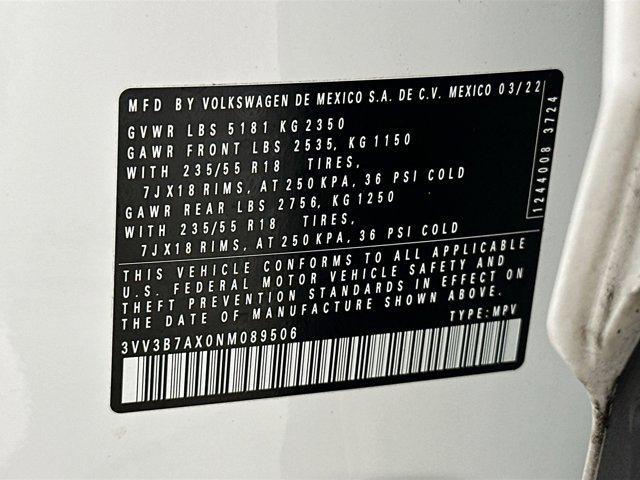 MFD BY VOLKSWAGEN DE MEXICO S.A. DE C.V. MEXICO 03/22
GVWR LBS 5181 KG 2350
GAWR FRONT LBS 2535, KG 1150
WITH 235/55 R18 TIRES,
7JX18 RIMS, AT 250 KPA, 36 PSI COLD
GAWR REAR LBS 2756, KG 1250
WITH 235/55 R18 TIRES,
7JX18 RIMS, AT 250 KPA, 36 PSI COLD
THIS VEHICLE CONFORMS TO ALL APPLICABLE
U.S. FEDERAL MOTOR VEHICLE SAFETY AND
THEFT PREVENTION STANDARDS IN EFFECT ON
THE DATE OF MANUFACTURE SHOWN ABOVE.
3VV3B7AX0NM089506 TYPE: MPV
1244008 3724